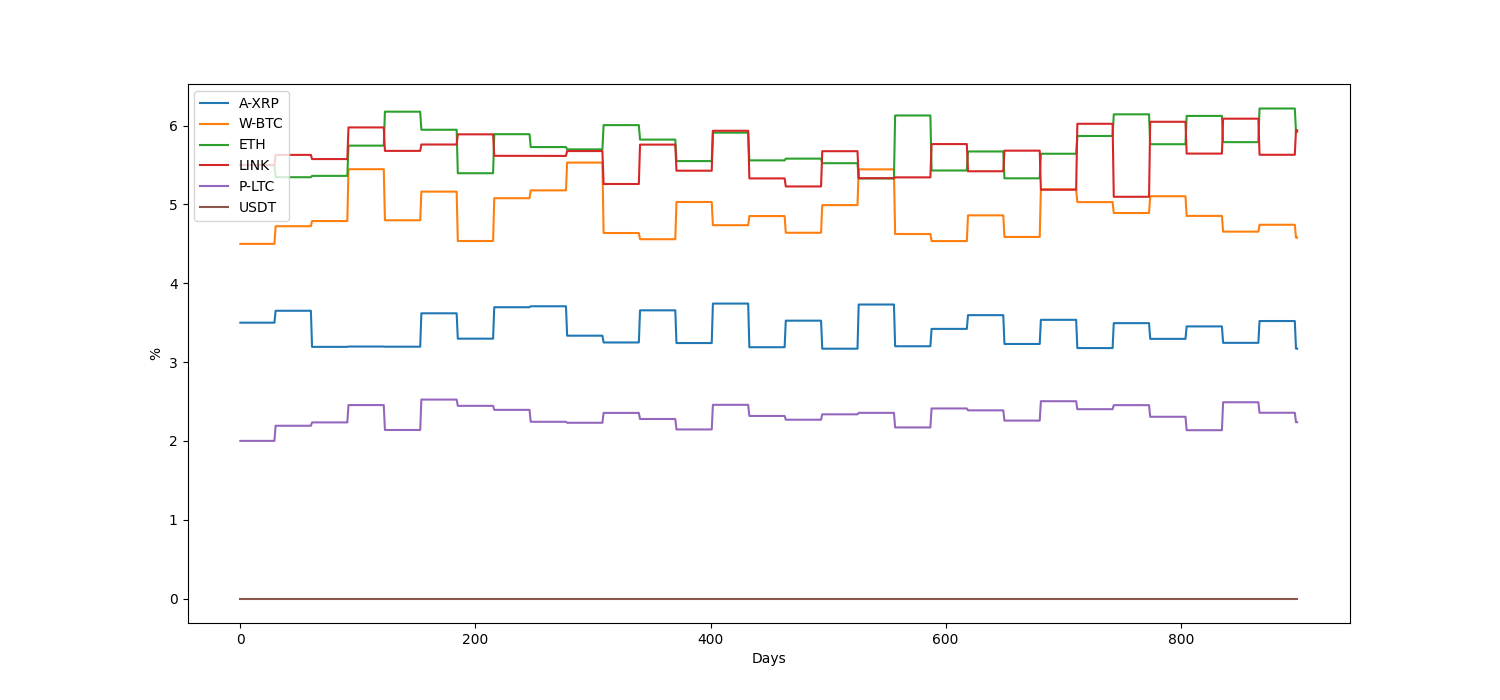 A-XRP
W-BTC
ETH
LINK
P-LTC
USDT
6
5
4
3
2
1
0
%
0 200 400 600 800
Days